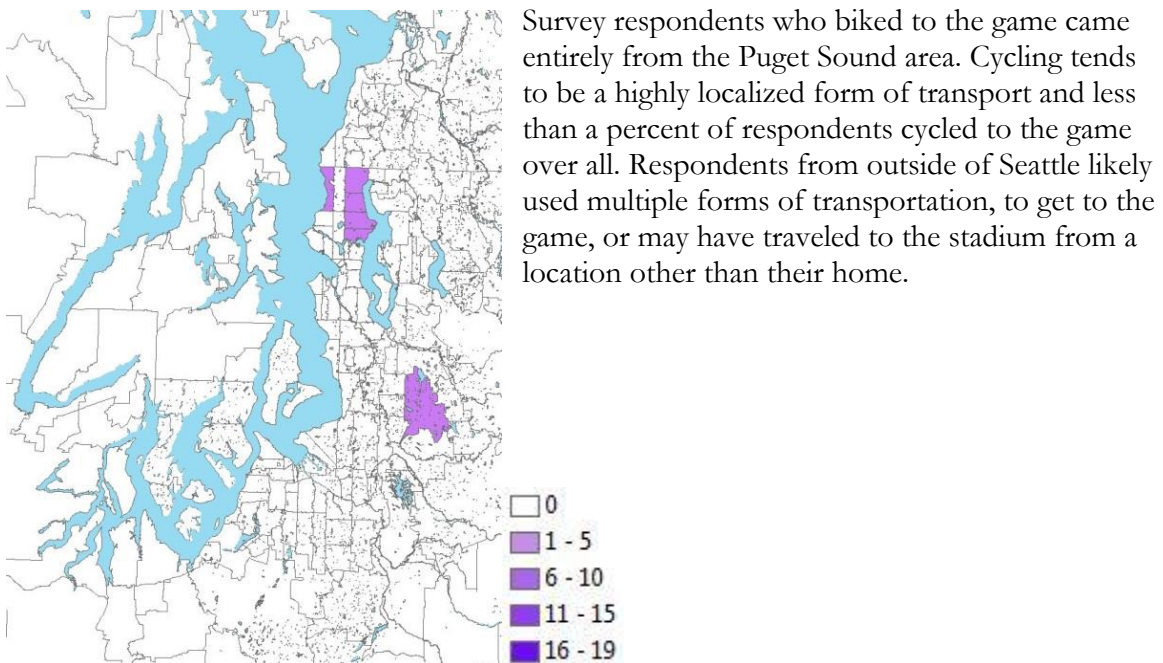 Survey respondents who biked to the game came
entirely from the Puget Sound area. Cycling tends
to be a highly localized form of transport and less
than a percent of respondents cycled to the game
over all. Respondents from outside of Seattle likely
used multiple forms of transportation, to get to the
game, or may have traveled to the stadium from a
location other than their home.
0
1 - 5
6 - 10
11 - 15
16 - 19